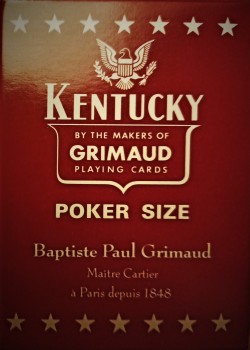 KENTUCKY
BY THE MAKERS OF
GRIMAUD
PLAYING CARDS
POKER SIZE
Baptiste Paul Grimaud
Maître Cartier
à Paris depuis 1848